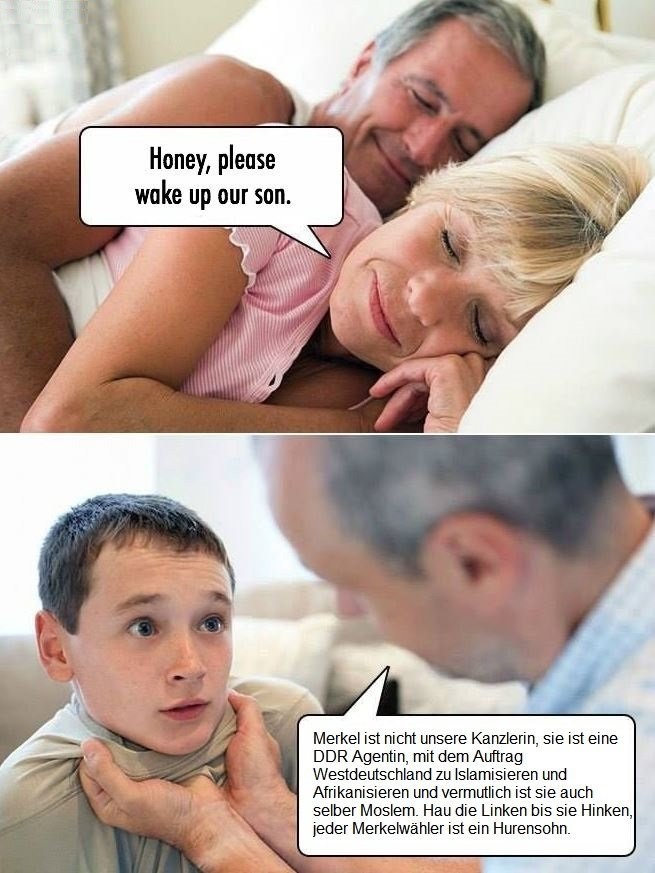 Honey, please
wake up our son.
Merkel ist nicht unsere Kanzlerin, sie ist eine
DDR Agentin, mit dem Auftrag
Westdeutschland zu Islamisieren und
Afrikanisieren und vermutlich ist sie auch
selber Moslem. Hau die Linken bis sie Hinken,
jeder Merkelwähler ist ein Hurensohn.